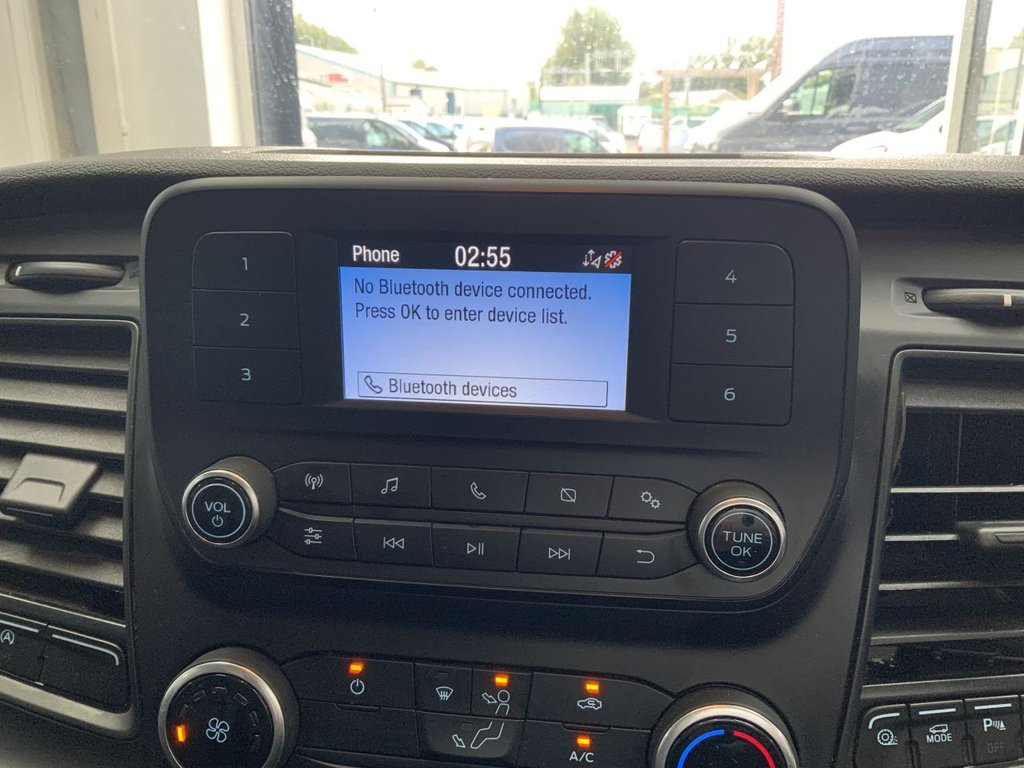 Phone 02:55
No Bluetooth device connected.
Press OK to enter device list.
Bluetooth devices
1
2
3
4
5
6
VOL
TUNE
OK
A
A/C
MODE
P
OFF